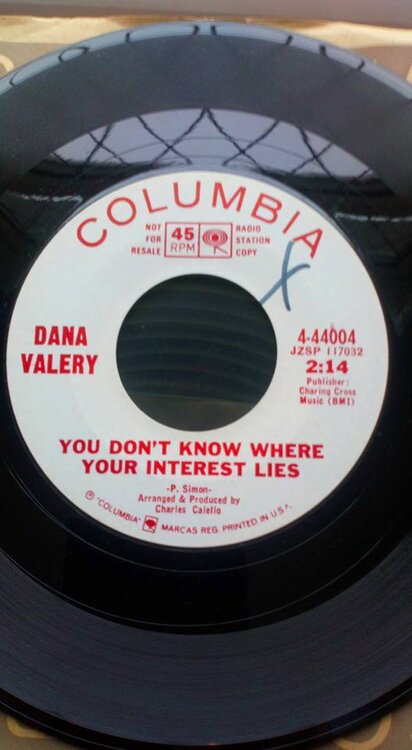 COLUMBIA
NOT FOR RESALE
45 RPM
RADIO STATION COPY
X
DANA VALERY
4-44004
JZSP 117032
2:14
Publisher:
Charing Cross
Music (BMI)
YOU DON'T KNOW WHERE
YOUR INTEREST LIES
-P. Simon-
Arranged & Produced by
Charles Calello
℗ "COLUMBIA" MARCAS REG. PRINTED IN U.S.A.